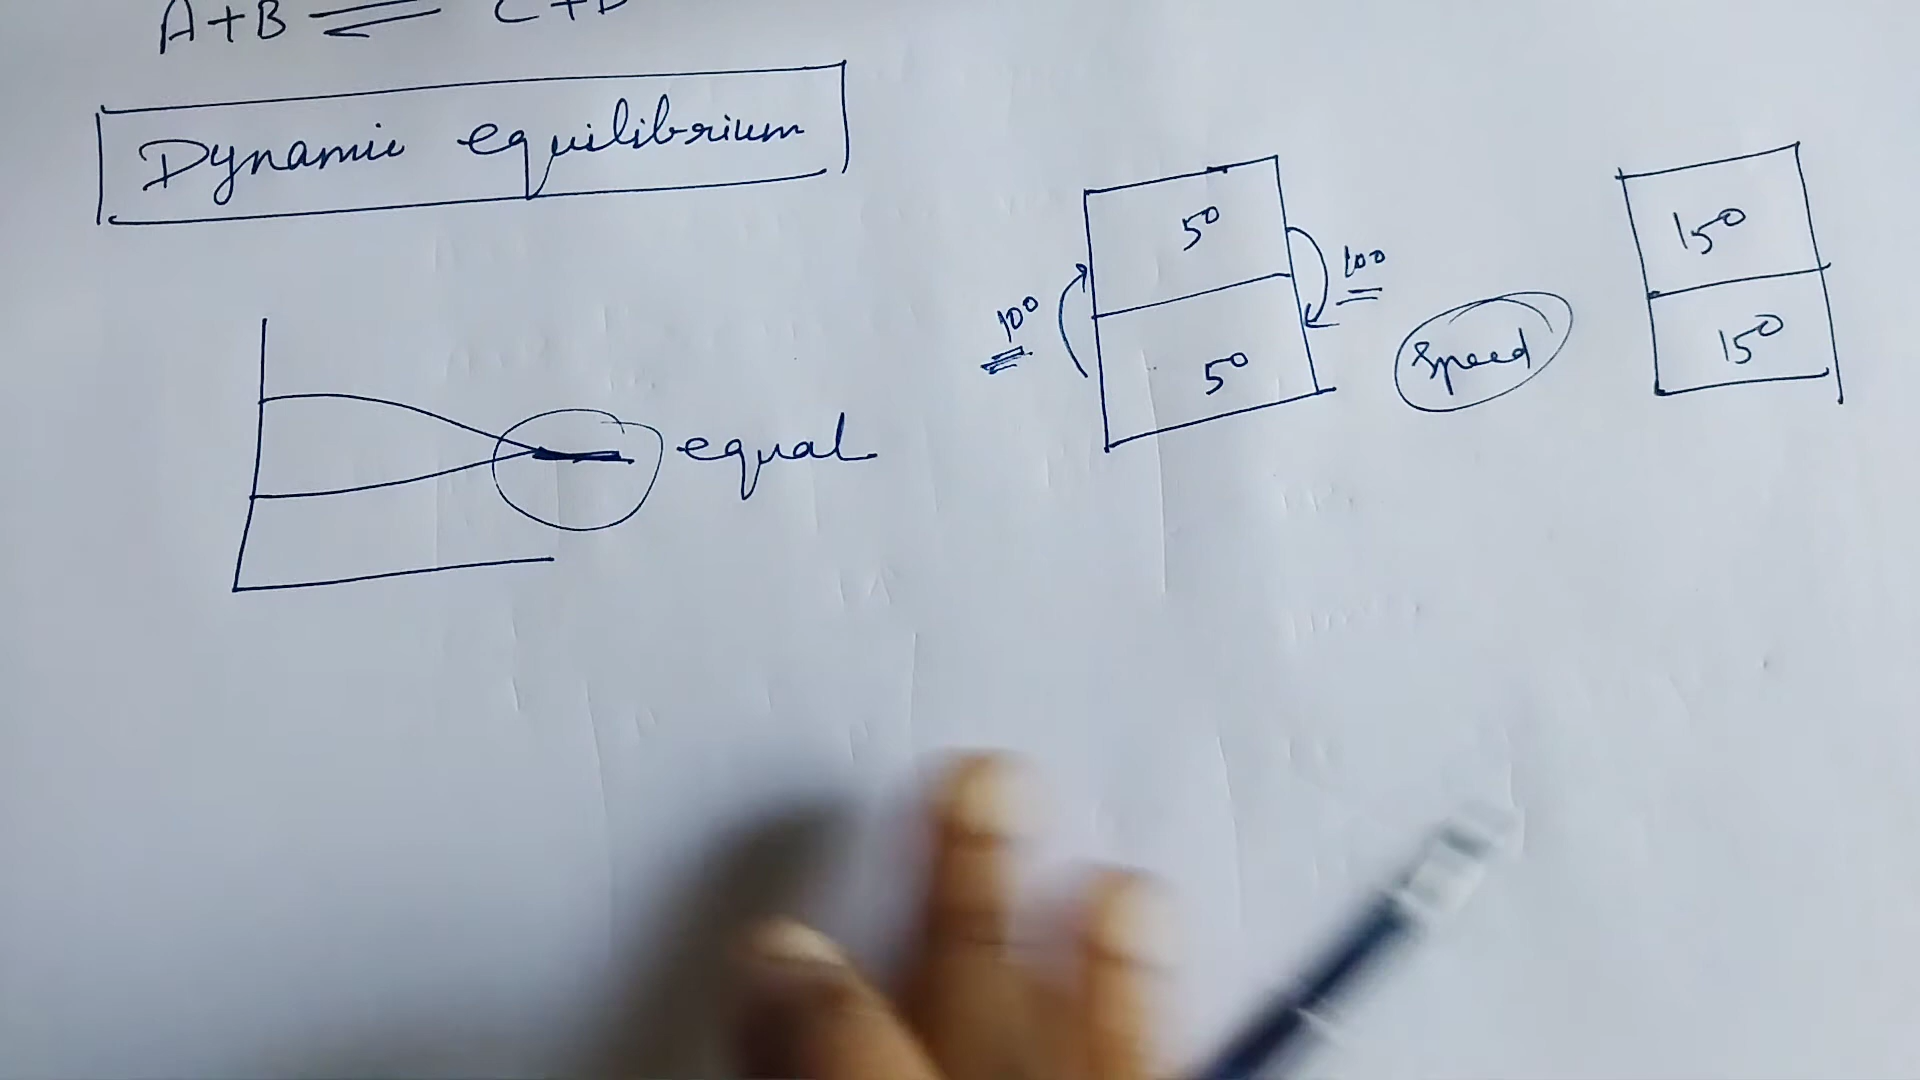 A+B ⇌ C+D
Dynamic equilibrium
equal
50
50
100
100
Speed
150
150